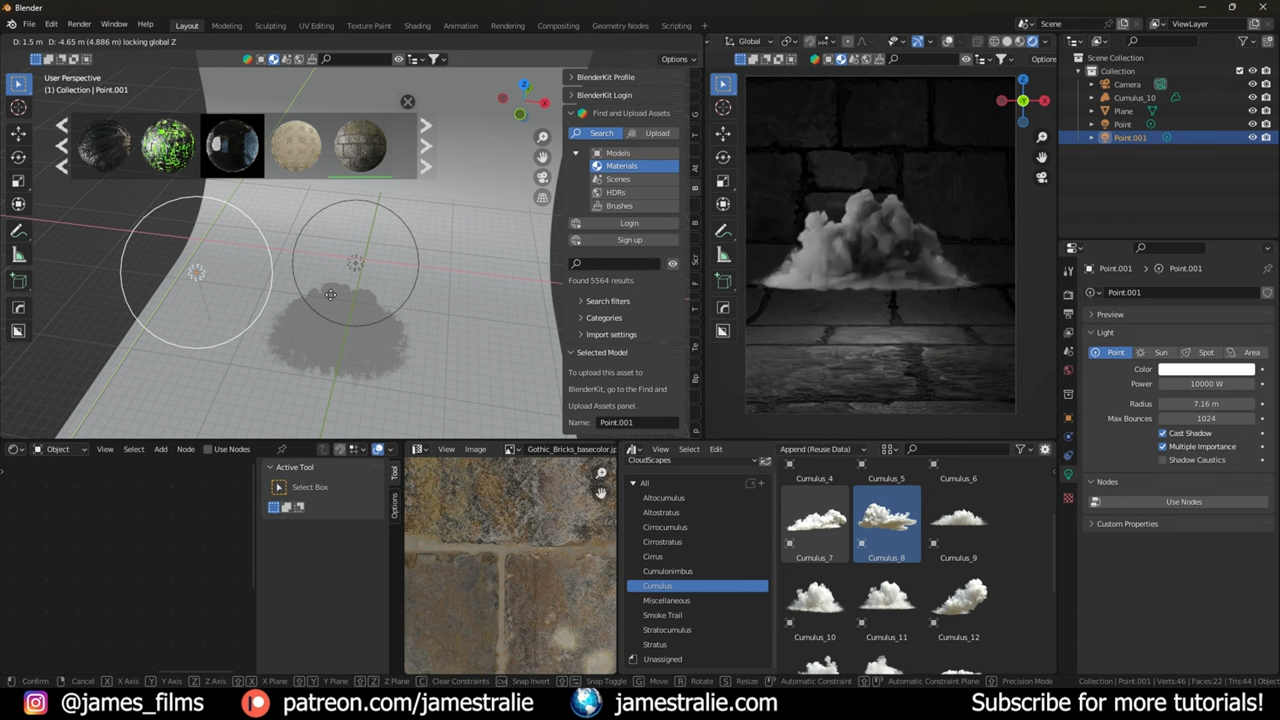 Blender
File Edit Render Window Help
Layout Modeling Sculpting UV Editing Texture Paint Shading Animation Rendering Compositing Geometry Nodes Scripting
Scene
ViewLayer
D: 1.5 m D: -4.65 m (4.886 m) locking global Z
Options
User Perspective
(1) Collection | Point.001
BlenderKit Profile
BlenderKit Login
Find and Upload Assets
Search Upload
Models
Materials
Scenes
HDRs
Brushes
Login
Sign up
Found 5564 results.
Search filters
Categories
Import settings
Selected Model
To upload this asset to
BlenderKit, go to the Find and
Upload Assets panel.
Name: Point.001
Global
Options
Scene Collection
Collection
Camera
Cumulus_10
Plane
Point
Point.001
Point.001 Point.001
Point.001
Preview
Light
Point Sun Spot Area
Color
Power 10000 W
Radius 7.16 m
Max Bounces 1024
Cast Shadow
Multiple Importance
Shadow Caustics
Nodes
Use Nodes
Custom Properties
Object View Select Add Node Use Nodes
Active Tool
Select Box
Tool
Options
View Image Gothic_Bricks_basecolor.jp
View Select Edit
Append (Reuse Data)
CloudScapes
All
Altocumulus
Altostratus
Cirrocumulus
Cirrostratus
Cirrus
Cumulonimbus
Cumulus
Miscellaneous
Smoke Trail
Stratocumulus
Stratus
Unassigned
Cumulus_4 Cumulus_5 Cumulus_6
Cumulus_7 Cumulus_8 Cumulus_9
Cumulus_10 Cumulus_11 Cumulus_12
Confirm Cancel X X Axis Y Y Axis Z Z Axis X X Plane Y Y Plane Z Z Plane C Clear Constraints Snap Invert Snap Toggle G Move R Rotate S Resize Automatic Constraint Automatic Constraint Plane Precision Mode
Collection | Point.001 | Verts:46 | Faces:22 | Tris:44 | Object
@james_films patreon.com/jamestralie jamestralie.com Subscribe for more tutorials!